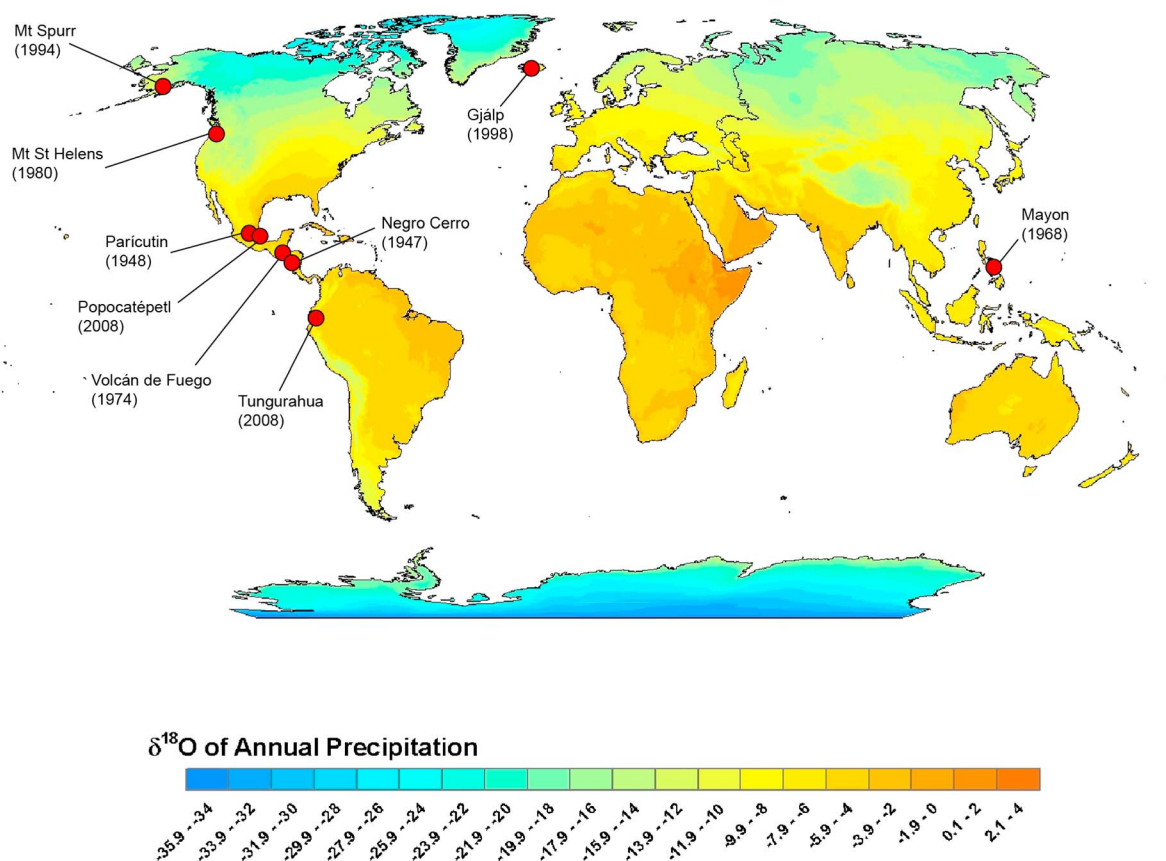 Mt Spurr
(1994)
Gjálp
(1998)
Mt St Helens
(1980)
Negro Cerro
(1947)
Mayon
(1968)
Parícutin
(1948)
Popocatépetl
(2008)
Volcán de Fuego
(1974)
Tungurahua
(2008)
δ¹⁸O of Annual Precipitation
-35.9 - -34
-33.9 - -32
-31.9 - -30
-29.9 - -28
-27.9 - -26
-25.9 - -24
-23.9 - -22
-21.9 - -20
-19.9 - -18
-17.9 - -16
-15.9 - -14
-13.9 - -12
-11.9 - -10
-9.9 - -8
-7.9 - -6
-5.9 - -4
-3.9 - -2
-1.9 - 0
0.1 - 2
2.1 - 4